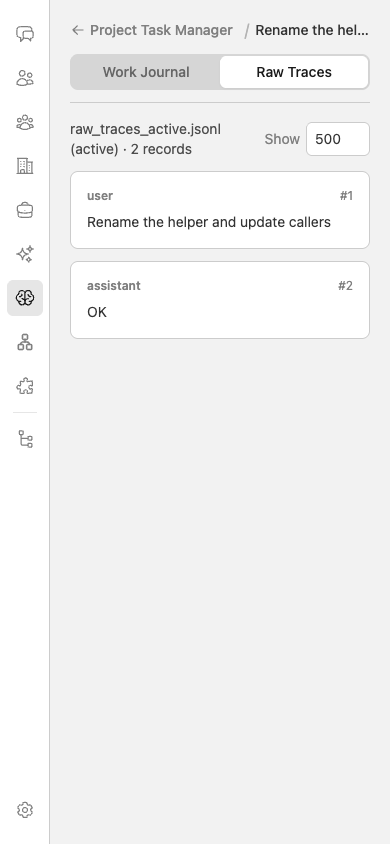 ← Project Task Manager / Rename the hel...
Work Journal
Raw Traces
raw_traces_active.jsonl
(active) · 2 records
Show 500
user #1
Rename the helper and update callers
assistant #2
OK